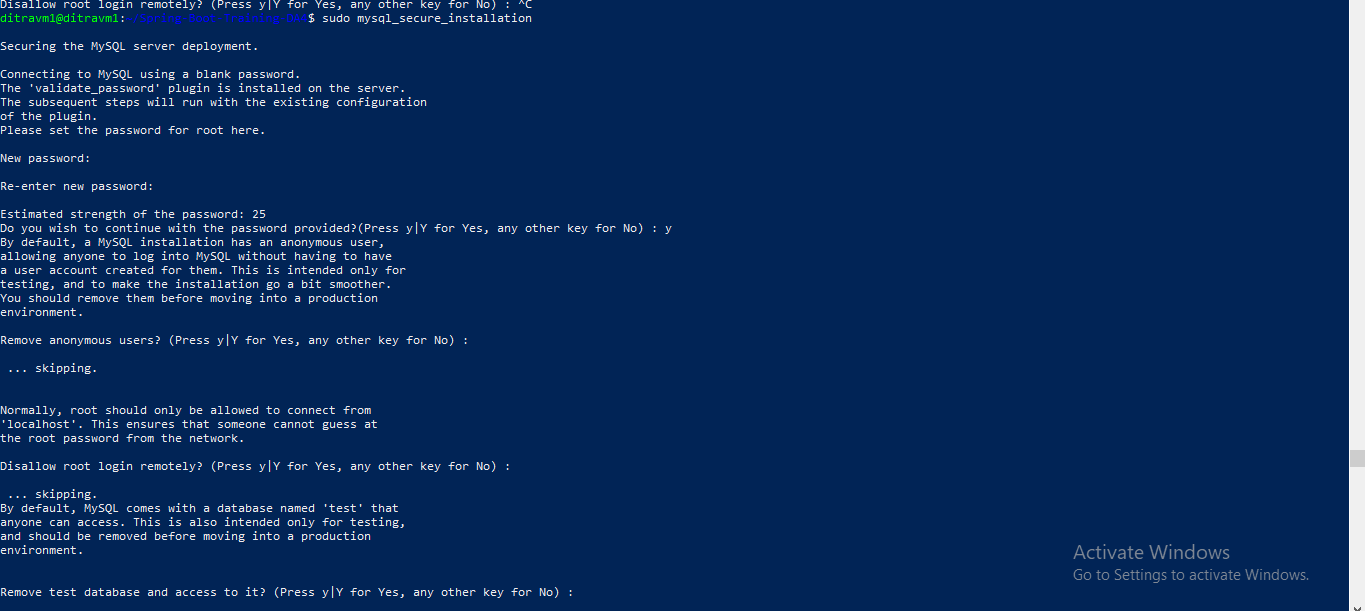 Disallow root login remotely? (Press y|Y for Yes, any other key for No) : ^C
ditravm1@ditravm1:$ sudo mysql_secure_installation
Securing the MySQL server deployment.
Connecting to MySQL using a blank password.
The 'validate_password' plugin is installed on the server.
The subsequent steps will run with the existing configuration
of the plugin.
Please set the password for root here.
New password:
Re-enter new password:
Estimated strength of the password: 25
Do you wish to continue with the password provided?(Press y|Y for Yes, any other key for No) : y
By default, a MySQL installation has an anonymous user,
allowing anyone to log into MySQL without having to have
a user account created for them. This is intended only for
testing, and to make the installation go a bit smoother.
You should remove them before moving into a production
environment.
Remove anonymous users? (Press y|Y for Yes, any other key for No) :
... skipping.
Normally, root should only be allowed to connect from
'localhost'. This ensures that someone cannot guess at
the root password from the network.
Disallow root login remotely? (Press y|Y for Yes, any other key for No) :
... skipping.
By default, MySQL comes with a database named 'test' that
anyone can access. This is also intended only for testing,
and should be removed before moving into a production
environment.
Remove test database and access to it? (Press y|Y for Yes, any other key for No) :
Activate Windows
Go to Settings to activate Windows.